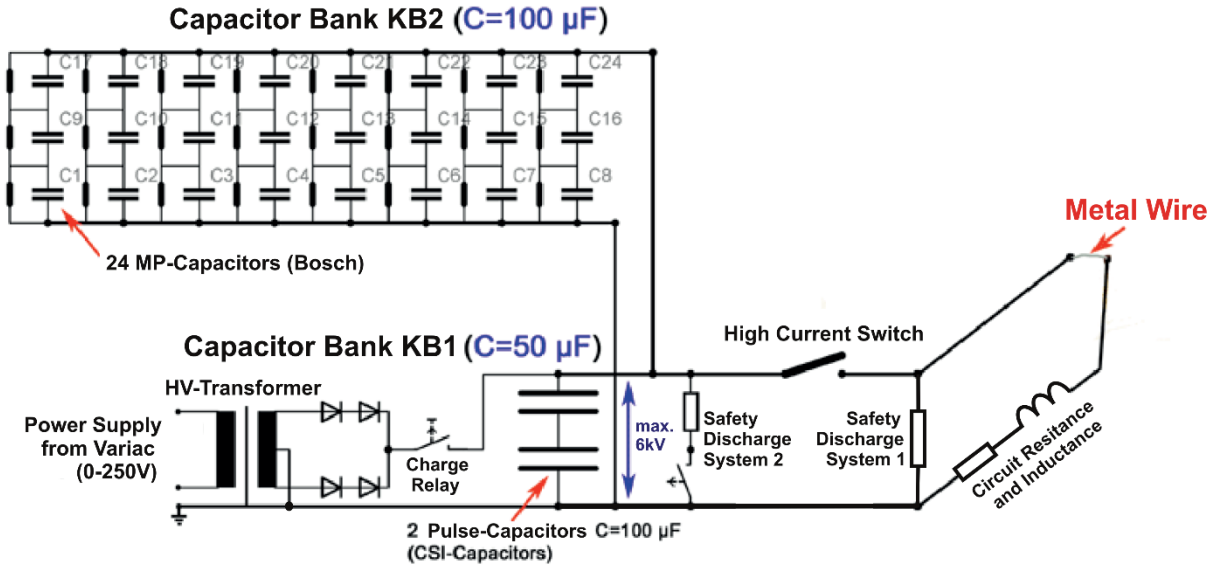 Capacitor Bank KB2 (C=100 µF)
C17 C18 C19 C20 C21 C22 C23 C24
C9 C10 C11 C12 C13 C14 C15 C16
C1 C2 C3 C4 C5 C6 C7 C8
24 MP-Capacitors (Bosch)
Metal Wire
Capacitor Bank KB1 (C=50 µF)
High Current Switch
HV-Transformer
Power Supply
from Variac
(0-250V)
Charge
Relay
max.
6kV
Safety
Discharge
System 2
Safety
Discharge
System 1
Circuit Resitance
and Inductance
2 Pulse-Capacitors C=100 µF
(CSI-Capacitors)